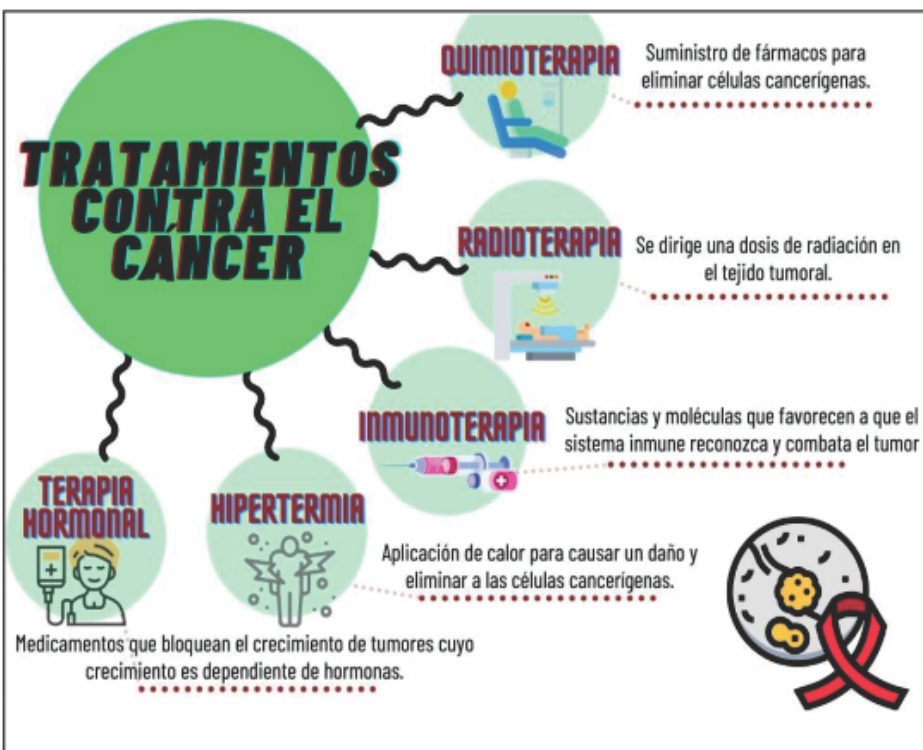 TRATAMIENTOS
CONTRA EL
CÁNCER
QUIMIOTERAPIA
Suministro de fármacos para
eliminar células cancerígenas.
RADIOTERAPIA
Se dirige una dosis de radiación en
el tejido tumoral.
INMUNOTERAPIA
Sustancias y moléculas que favorecen a que el
sistema inmune reconozca y combata el tumor
HIPERTERMIA
Aplicación de calor para causar un daño y
eliminar a las células cancerígenas.
TERAPIA
HORMONAL
Medicamentos que bloquean el crecimiento de tumores cuyo
crecimiento es dependiente de hormonas.